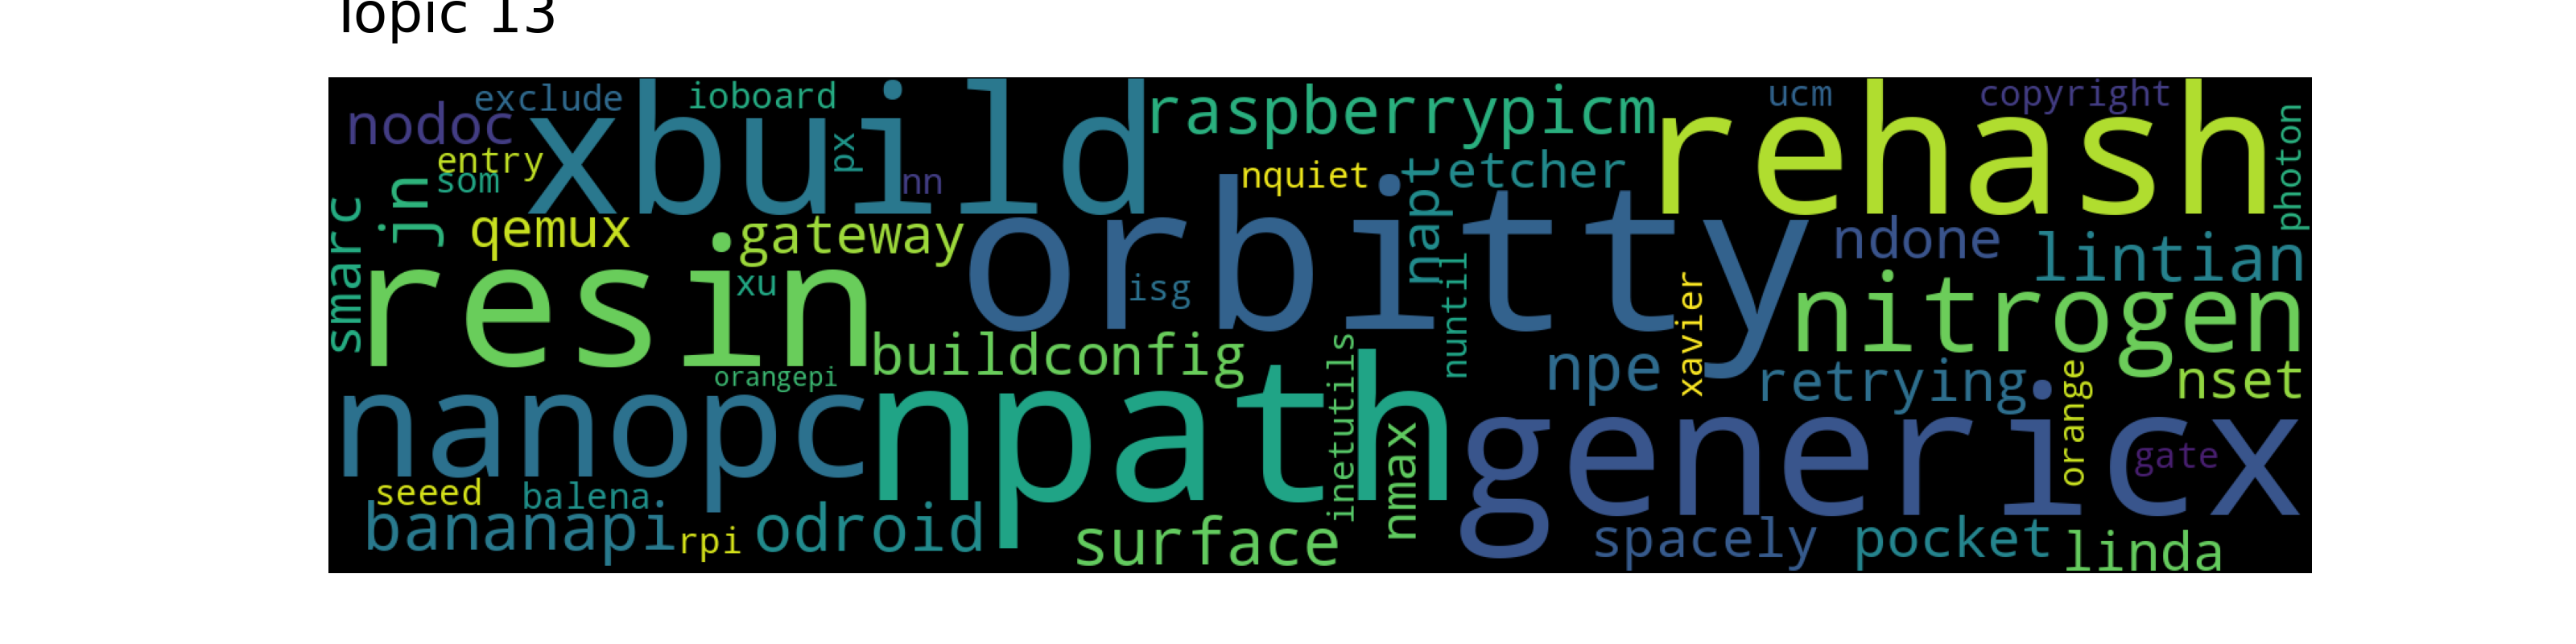 Topic 13
nodoc
exclude
ioboard
xbuild
raspberrypicm
rehash
ucm
copyright
photon
entry
som
px
nn
nquiet
napt
etcher
jjn
smarc
qemux
gateway
orbitty
ndone
lintian
resin
xu
isg
nuntil
xavier
nitrogen
orangepi
buildconfig
npe
retrying
orange
nset
nanopc
npath
inetutils
nmax
genericx
gate
seeed
balena
bananapi
rpi
odroid
surface
spacely
pocket
linda